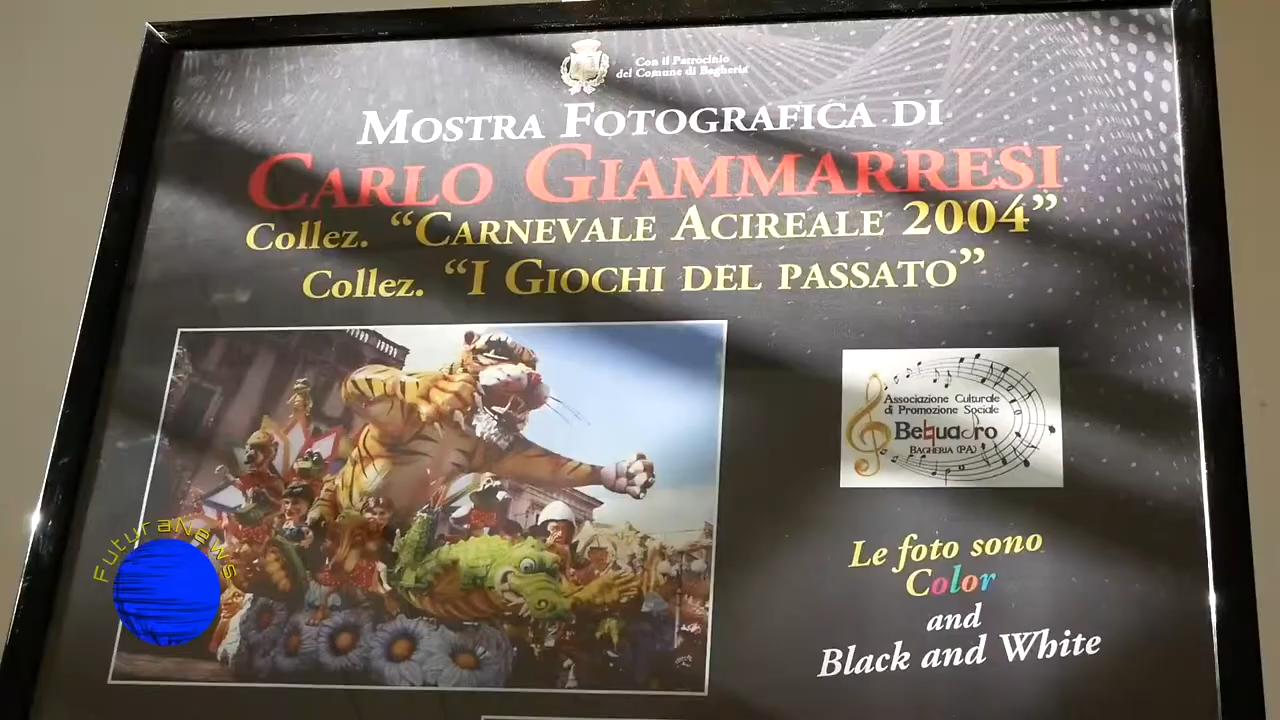 Con il Patrocinio
del Comune di Bagheria
MOSTRA FOTOGRAFICA DI
CARLO GIAMMARRESI
Collez. “CARNEVALE ACIREALE 2004”
Collez. “I GIOCHI DEL PASSATO”
Associazione Culturale
di Promozione Sociale
BeQuadro
BAGHERIA (PA)
Le foto sono
Color
and
Black and White
FuturaNews